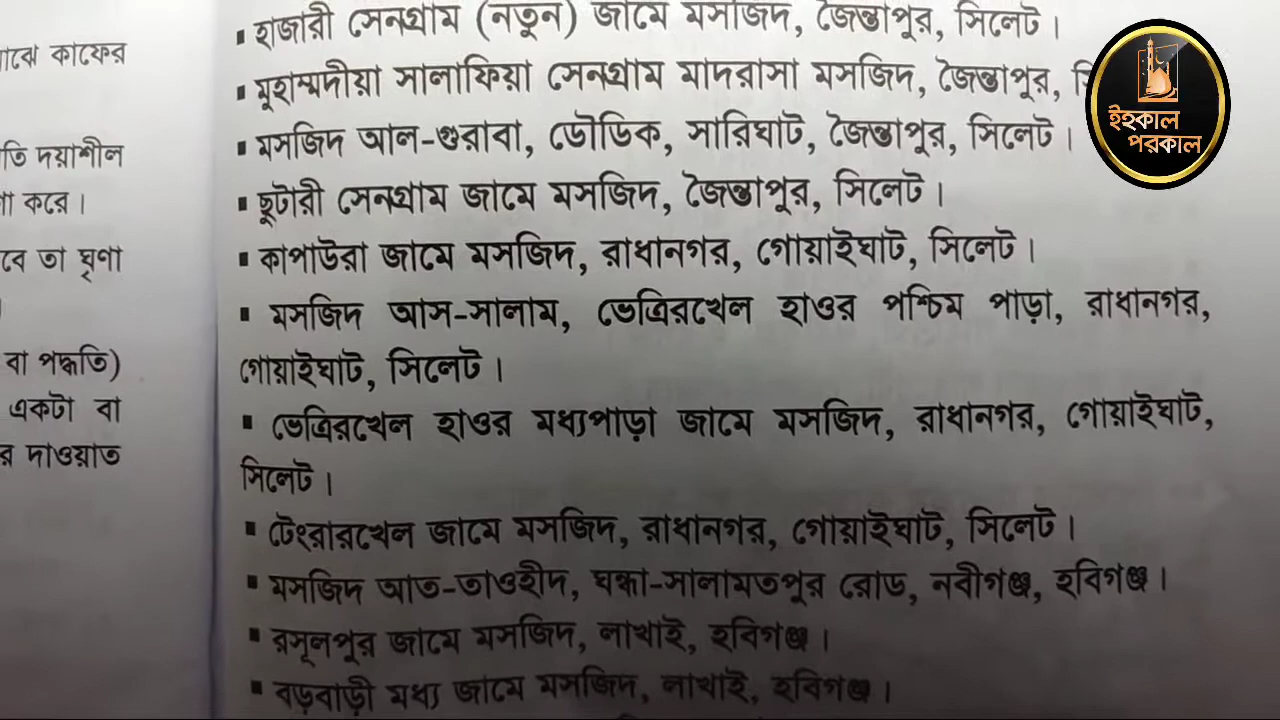 াঝে কাফের
তি দয়াশীল
া করে।
বে তা ঘৃণা
।
বা পদ্ধতি)
একটা বা
র দাওয়াত
▪ হাজারী সেনগ্রাম (নতুন) জামে মসজিদ, জৈন্তাপুর, সিলেট।
▪ মুহাম্মদীয়া সালাফিয়া সেনগ্রাম মাদরাসা মসজিদ, জৈন্তাপুর, সি
▪ মসজিদ আল-গুরাবা, ডৌডিক, সারিঘাট, জৈন্তাপুর, সিলেট।
▪ ছুটারী সেনগ্রাম জামে মসজিদ, জৈন্তাপুর, সিলেট।
▪ কাপাউরা জামে মসজিদ, রাধানগর, গোয়াইঘাট, সিলেট।
▪ মসজিদ আস-সালাম, ভেত্রিরখেল হাওর পশ্চিম পাড়া, রাধানগর,
গোয়াইঘাট, সিলেট।
▪ ভেত্রিরখেল হাওর মধ্যপাড়া জামে মসজিদ, রাধানগর, গোয়াইঘাট,
সিলেট।
▪ টেংরারখেল জামে মসজিদ, রাধানগর, গোয়াইঘাট, সিলেট।
▪ মসজিদ আত-তাওহীদ, ঘন্ধা-সালামতপুর রোড, নবীগঞ্জ, হবিগঞ্জ।
▪ রসূলপুর জামে মসজিদ, লাখাই, হবিগঞ্জ।
▪ বড়বাড়ী মধ্য জামে মসজিদ, লাখাই, হবিগঞ্জ।
ইহকাল
পরকাল